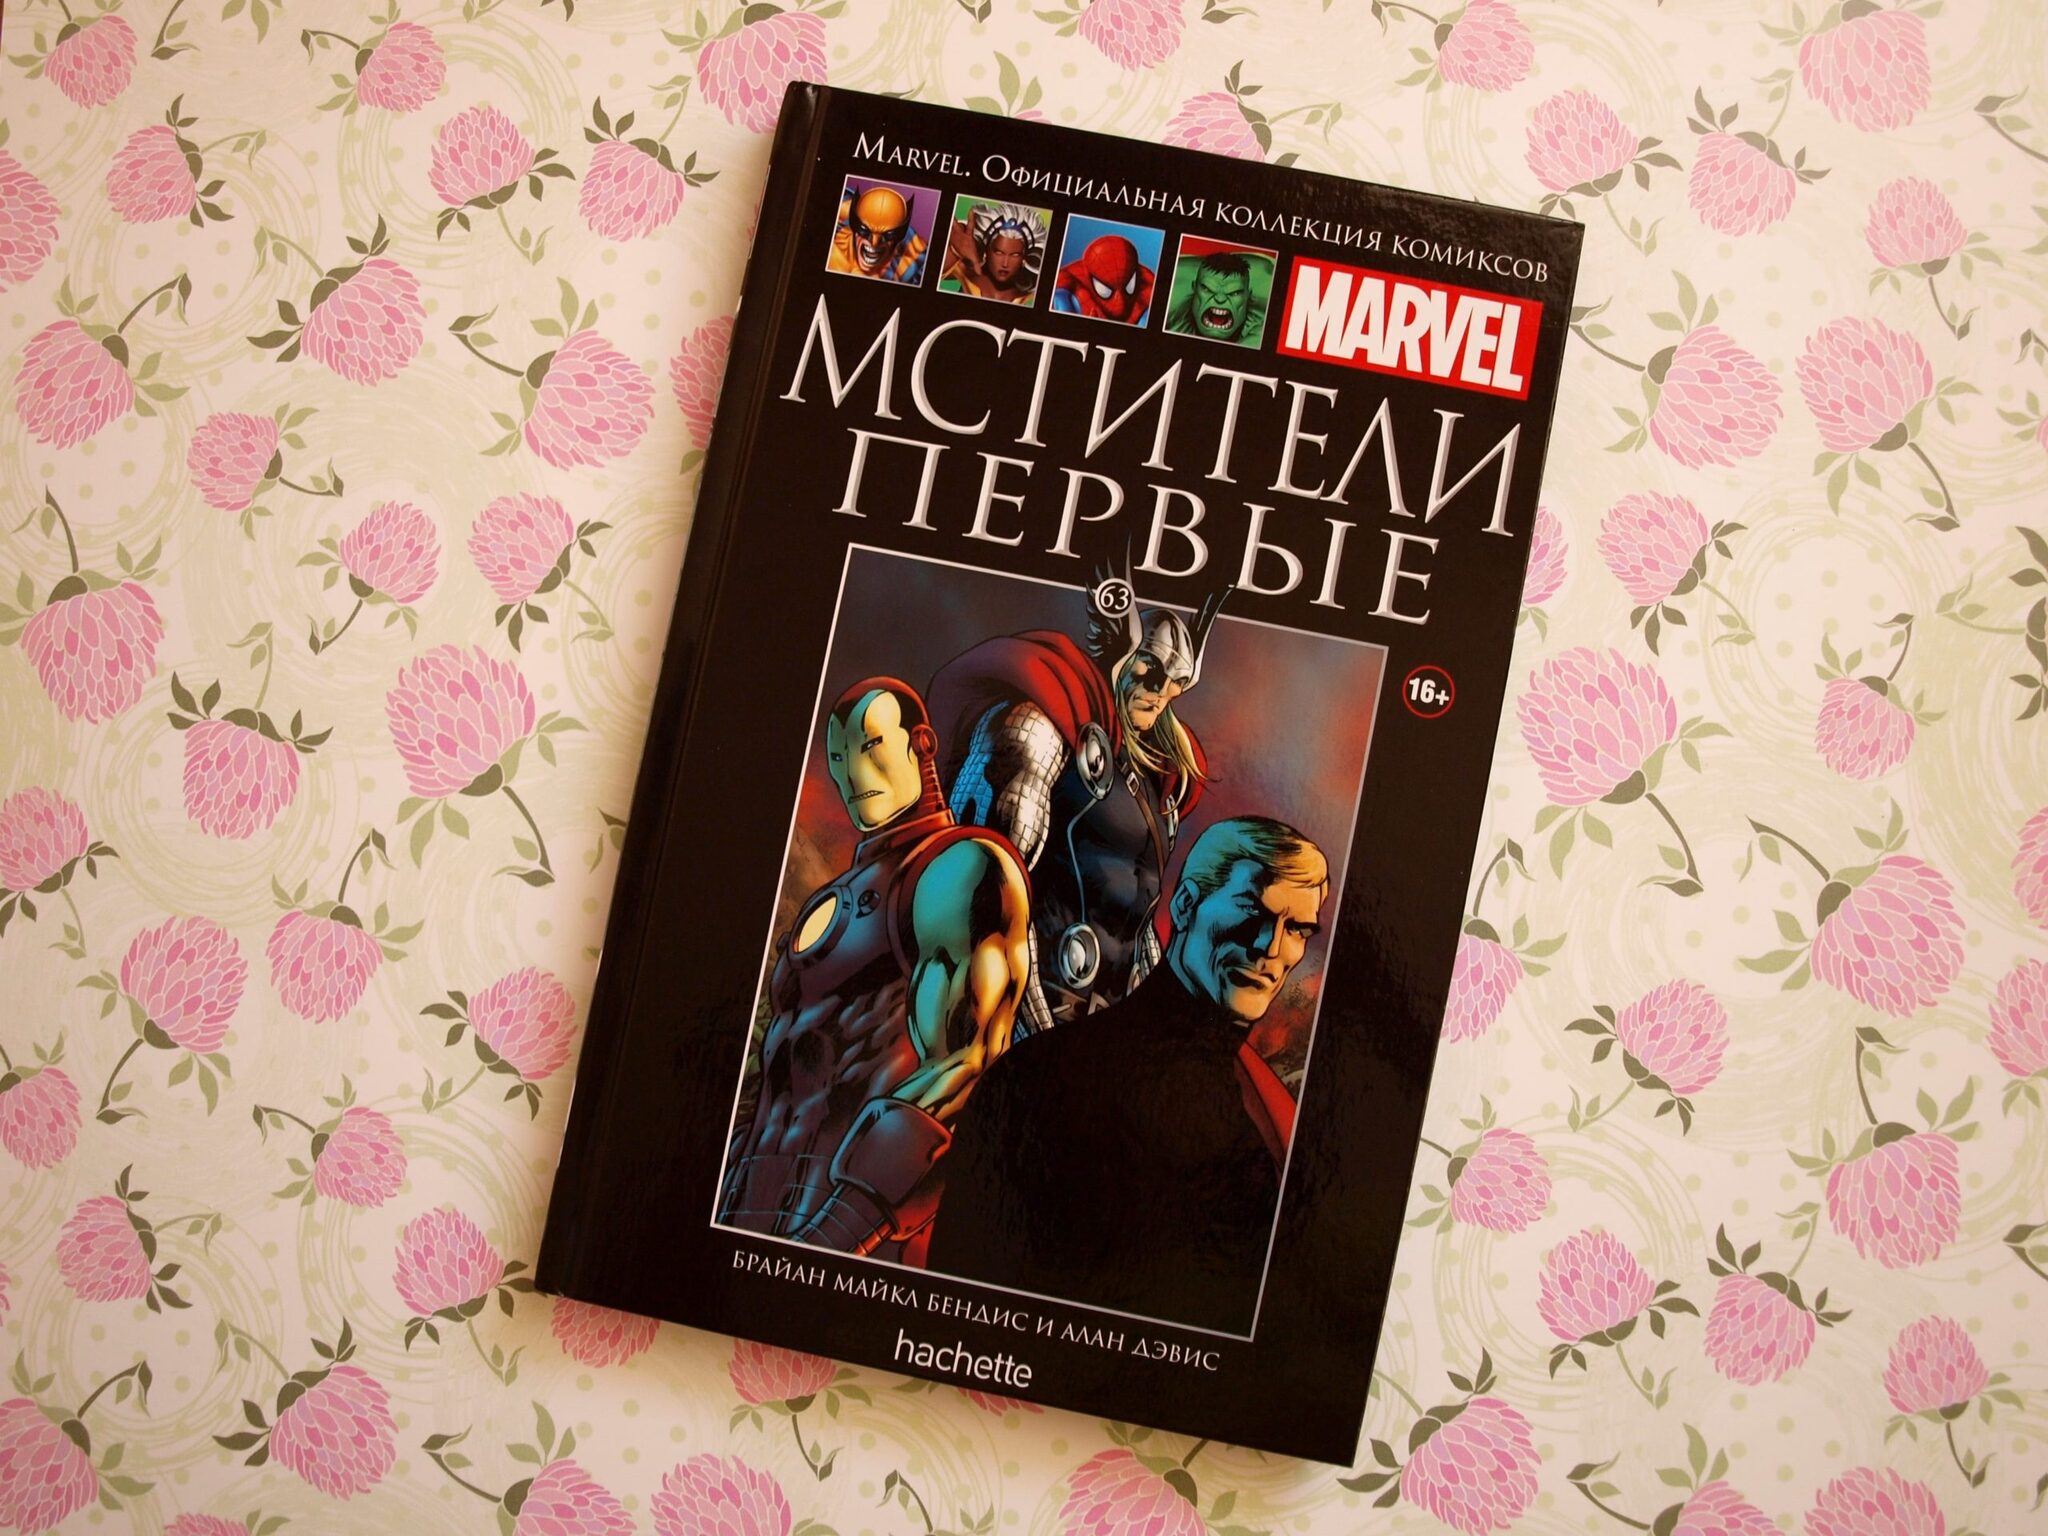 Marvel. Официальная коллекция комиксов
MARVEL
МСТИТЕЛИ
ПЕРВЫЕ
63
16+
БРАЙАН МАЙКЛ БЕНДИС И АЛАН ДЭВИС
hachette